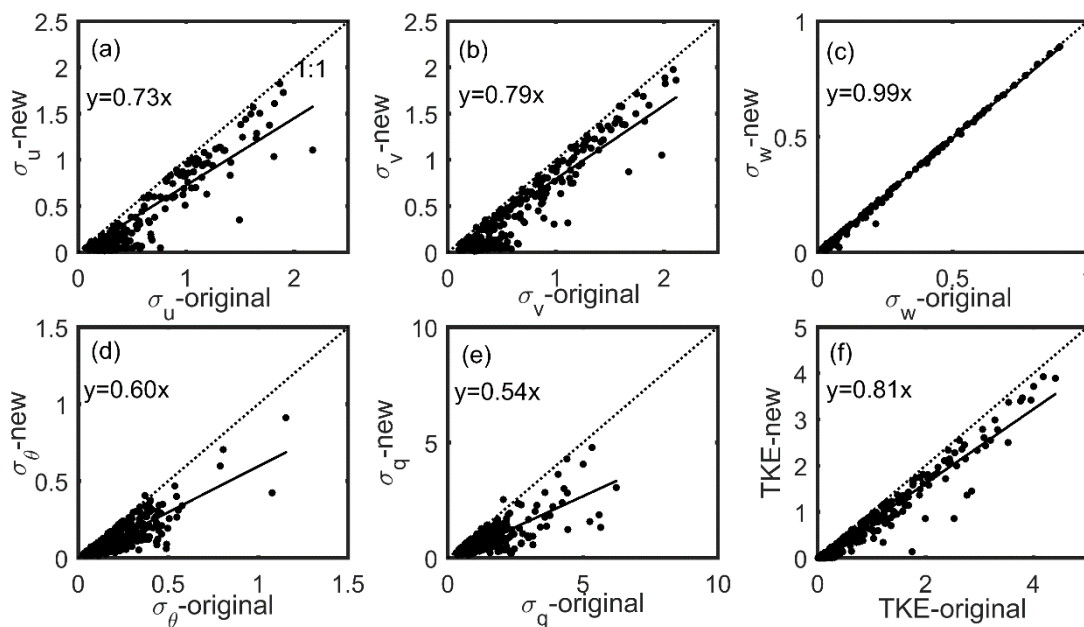 (a)
1:1
y=0.73x
σu-new
2.5
2
1.5
1
0.5
0
0
1
2
σu-original
(b)
y=0.79x
σv-new
2.5
2
1.5
1
0.5
0
0
1
2
σv-original
(c)
y=0.99x
σw-new
1
0.5
0
0
0.5
1
σw-original
(d)
y=0.60x
σθ-new
1.5
1
0.5
0
0
0.5
1
1.5
σθ-original
(e)
y=0.54x
σq-new
10
5
0
0
2
4
6
8
10
σq-original
(f)
y=0.81x
TKE-new
5
4
3
2
1
0
0
2
4
TKE-original